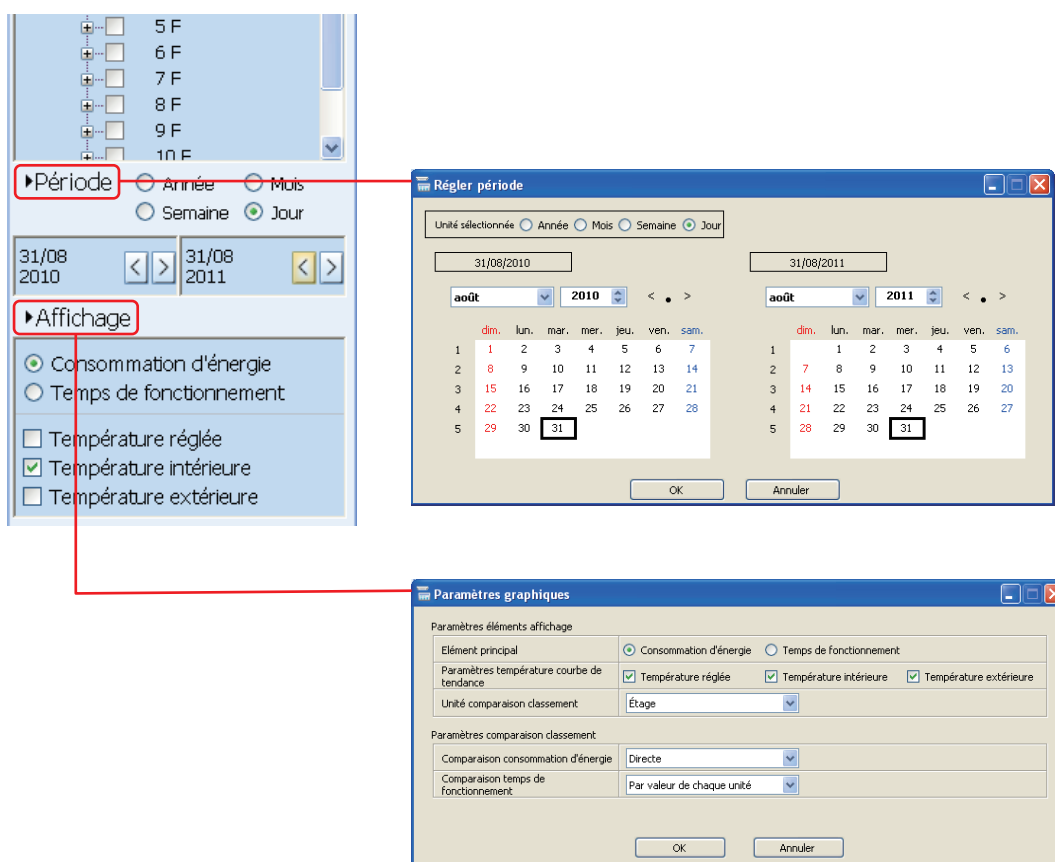 5 F
6 F
7 F
8 F
9 F
10 F
Période Année Mois
Semaine Jour
31/08
2010
< >
31/08
2011
< >
Affichage
Consommation d'énergie
Temps de fonctionnement
Température réglée
Température intérieure
Température extérieure
Régler période
Unité sélectionnée Année Mois Semaine Jour
31/08/2010
août 2010 < . >
dim. lun. mar. mer. jeu. ven. sam.
1 1 2 3 4 5 6 7
2 8 9 10 11 12 13 14
3 15 16 17 18 19 20 21
4 22 23 24 25 26 27 28
5 29 30 31
31/08/2011
août 2011 < . >
dim. lun. mar. mer. jeu. ven. sam.
1 1 2 3 4 5 6
2 7 8 9 10 11 12 13
3 14 15 16 17 18 19 20
4 21 22 23 24 25 26 27
5 28 29 30 31
OK Annuler
Paramètres graphiques
Paramètres éléments affichage
Elément principal Consommation d'énergie Temps de fonctionnement
Paramètres température courbe de
tendance
Température réglée Température intérieure Température extérieure
Unité comparaison classement Étage
Paramètres comparaison classement
Comparaison consommation d'énergie Directe
Comparaison temps de
fonctionnement
Par valeur de chaque unité
OK Annuler